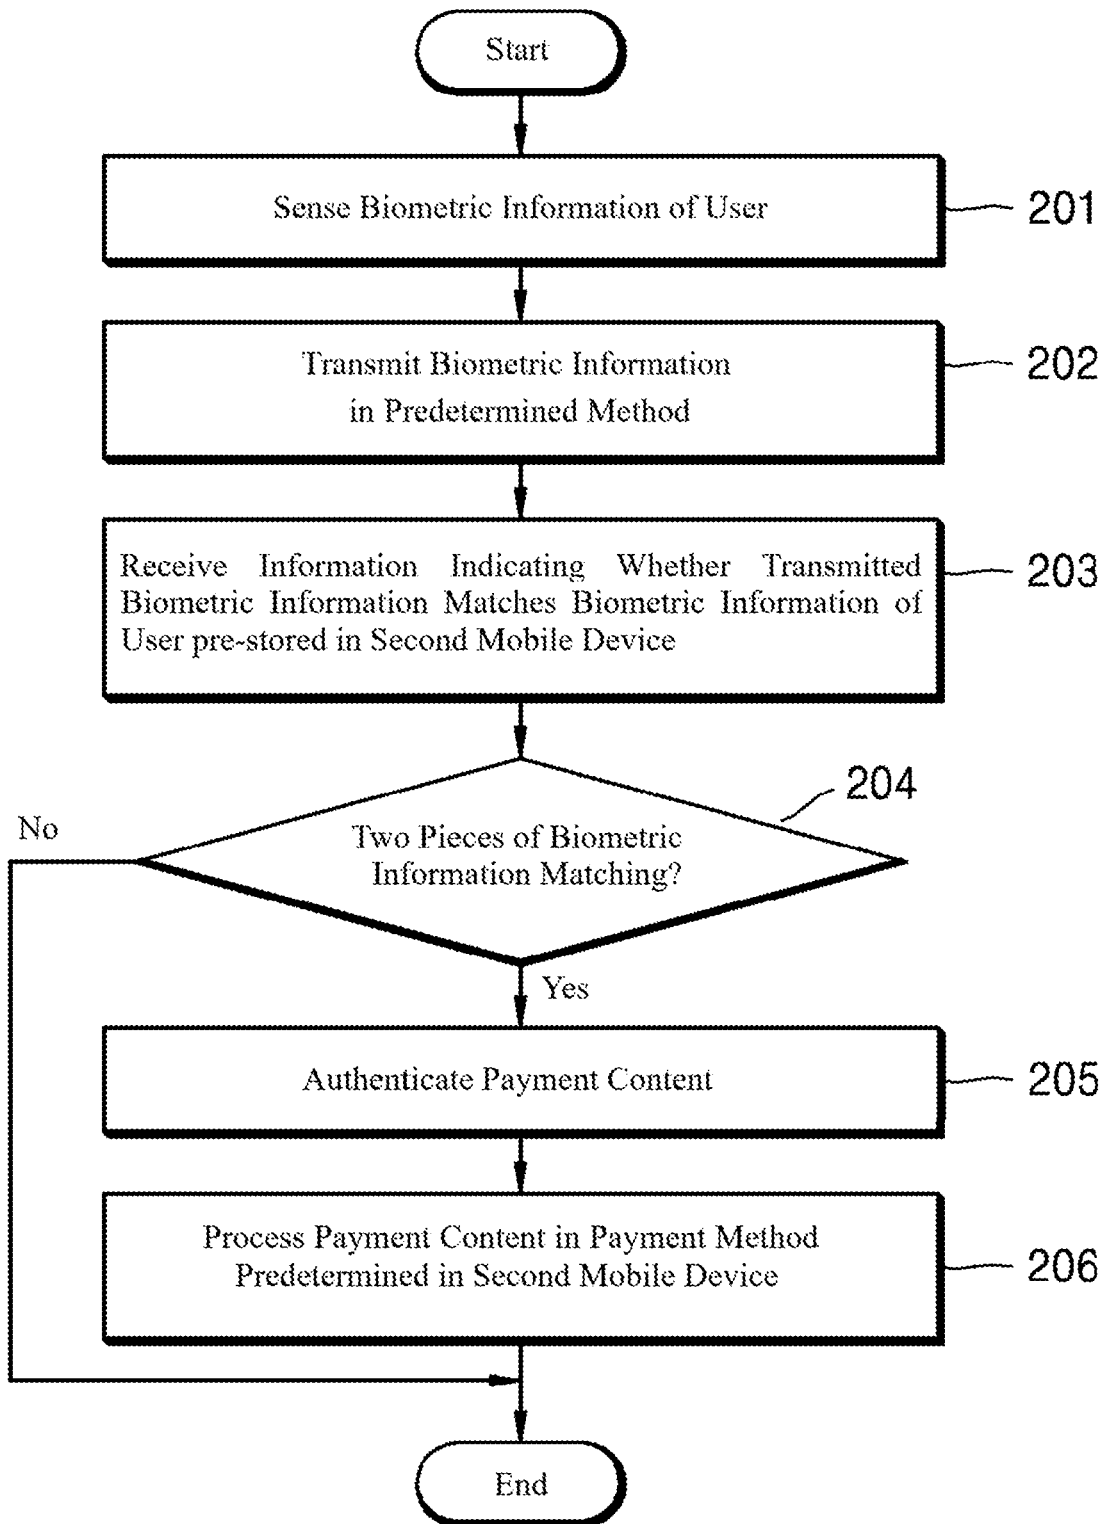 Start
Sense Biometric Information of User
201
Transmit Biometric Information
in Predetermined Method
202
Receive Information Indicating Whether Transmitted
Biometric Information Matches Biometric Information of
User pre-stored in Second Mobile Device
203
204
No
Two Pieces of Biometric
Information Matching?
Yes
Authenticate Payment Content
205
Process Payment Content in Payment Method
Predetermined in Second Mobile Device
206
End